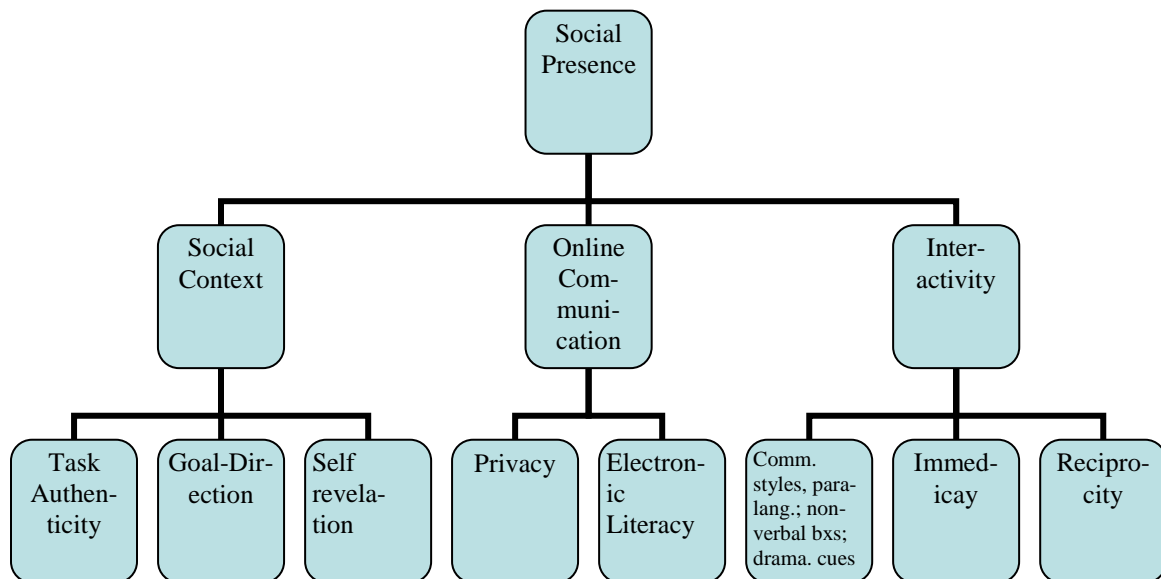 Social
Presence
Social
Context
Online
Com-
muni-
cation
Inter-
activity
Task
Authen-
ticity
Goal-Dir-
ection
Self
revela-
tion
Privacy
Electron-
ic
Literacy
Comm.
styles, para-
lang.; non-
verbal bxs;
drama. cues
Immed-
icay
Recipro-
city